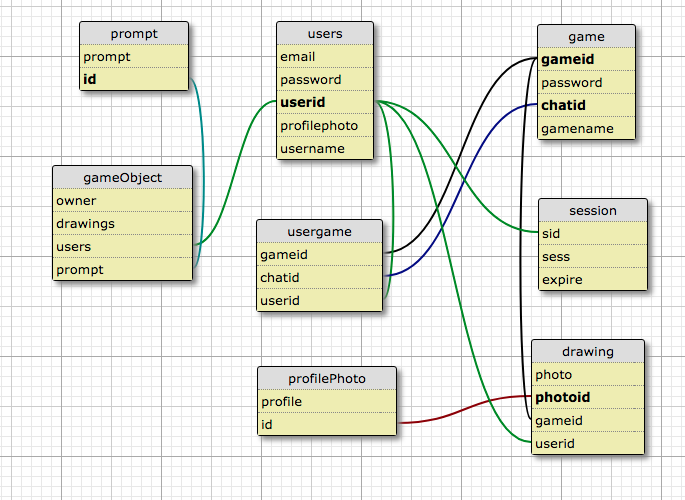 prompt
prompt
id
users
email
password
userid
profilephoto
username
game
gameid
password
chatid
gamename
gameObject
owner
drawings
users
prompt
usergame
gameid
chatid
userid
session
sid
sess
expire
profilePhoto
profile
id
drawing
photo
photoid
gameid
userid